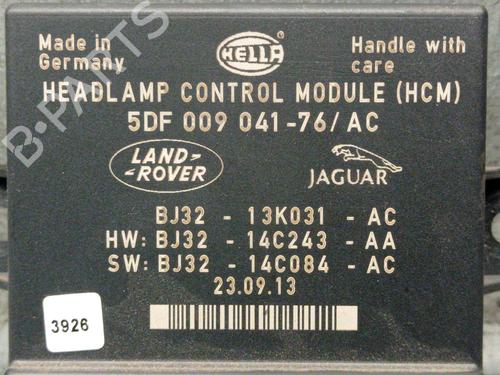 Made in
Germany
HELLA
Handle with
care
HEADLAMP CONTROL MODULE (HCM)
5DF 009 041-76/AC
LAND-
-ROVER
JAGUAR
BJ32 - 13K031 - AC
HW: BJ32 - 14C243 - AA
SW: BJ32 - 14C084 - AC
23.09.13
3926
B-PARTS